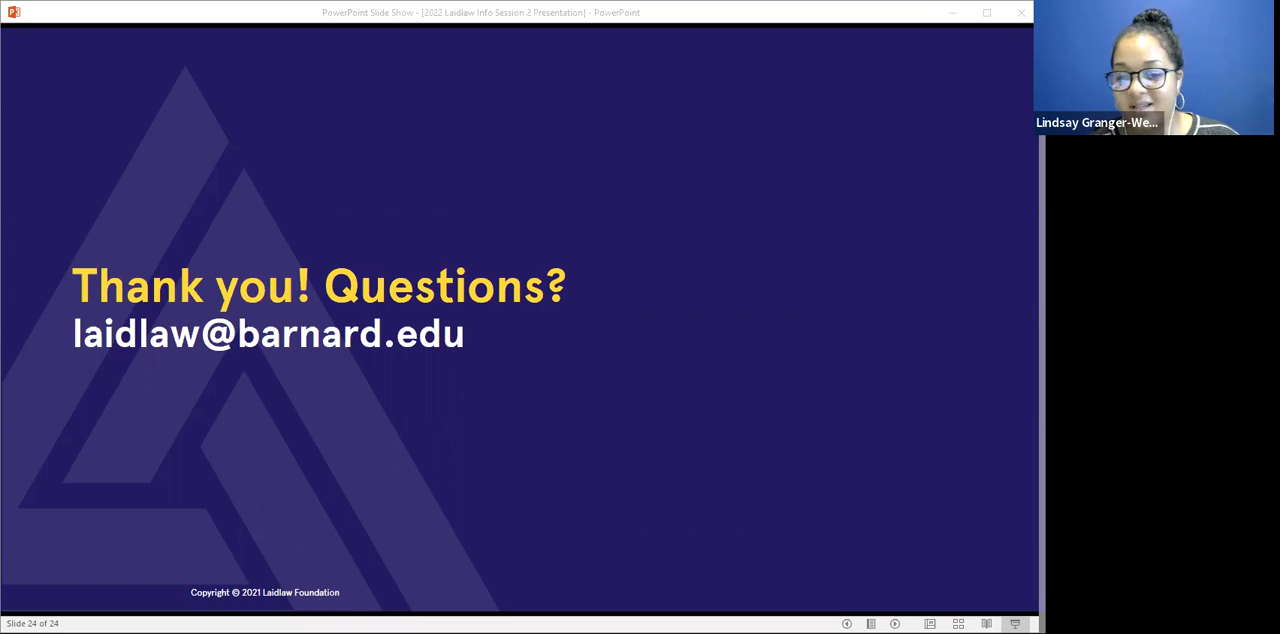 PowerPoint Slide Show - [2022 Laidlaw Info Session 2 Presentation] - PowerPoint
Lindsay Granger-We...
Thank you! Questions?
laidlaw@barnard.edu
Copyright © 2021 Laidlaw Foundation
Slide 24 of 24